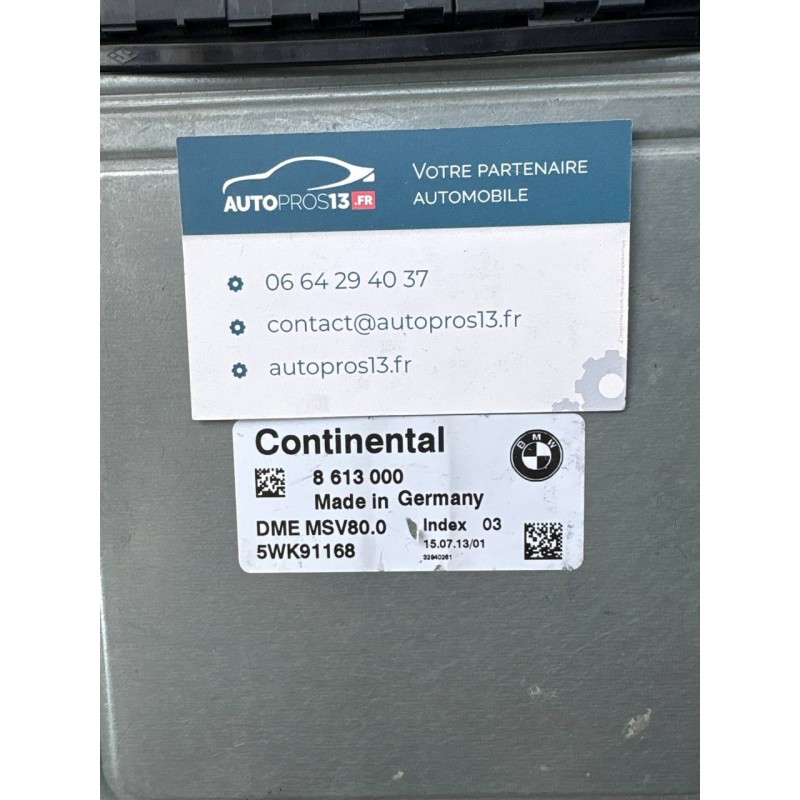 AUTOPROS13.FR
VOTRE PARTENAIRE
AUTOMOBILE
06 64 29 40 37
contact@autopros13.fr
autopros13.fr
Continental
BMW
8 613 000
Made in Germany
DME MSV80.0
Index 03
5WK91168
15.07.13/01
32940261